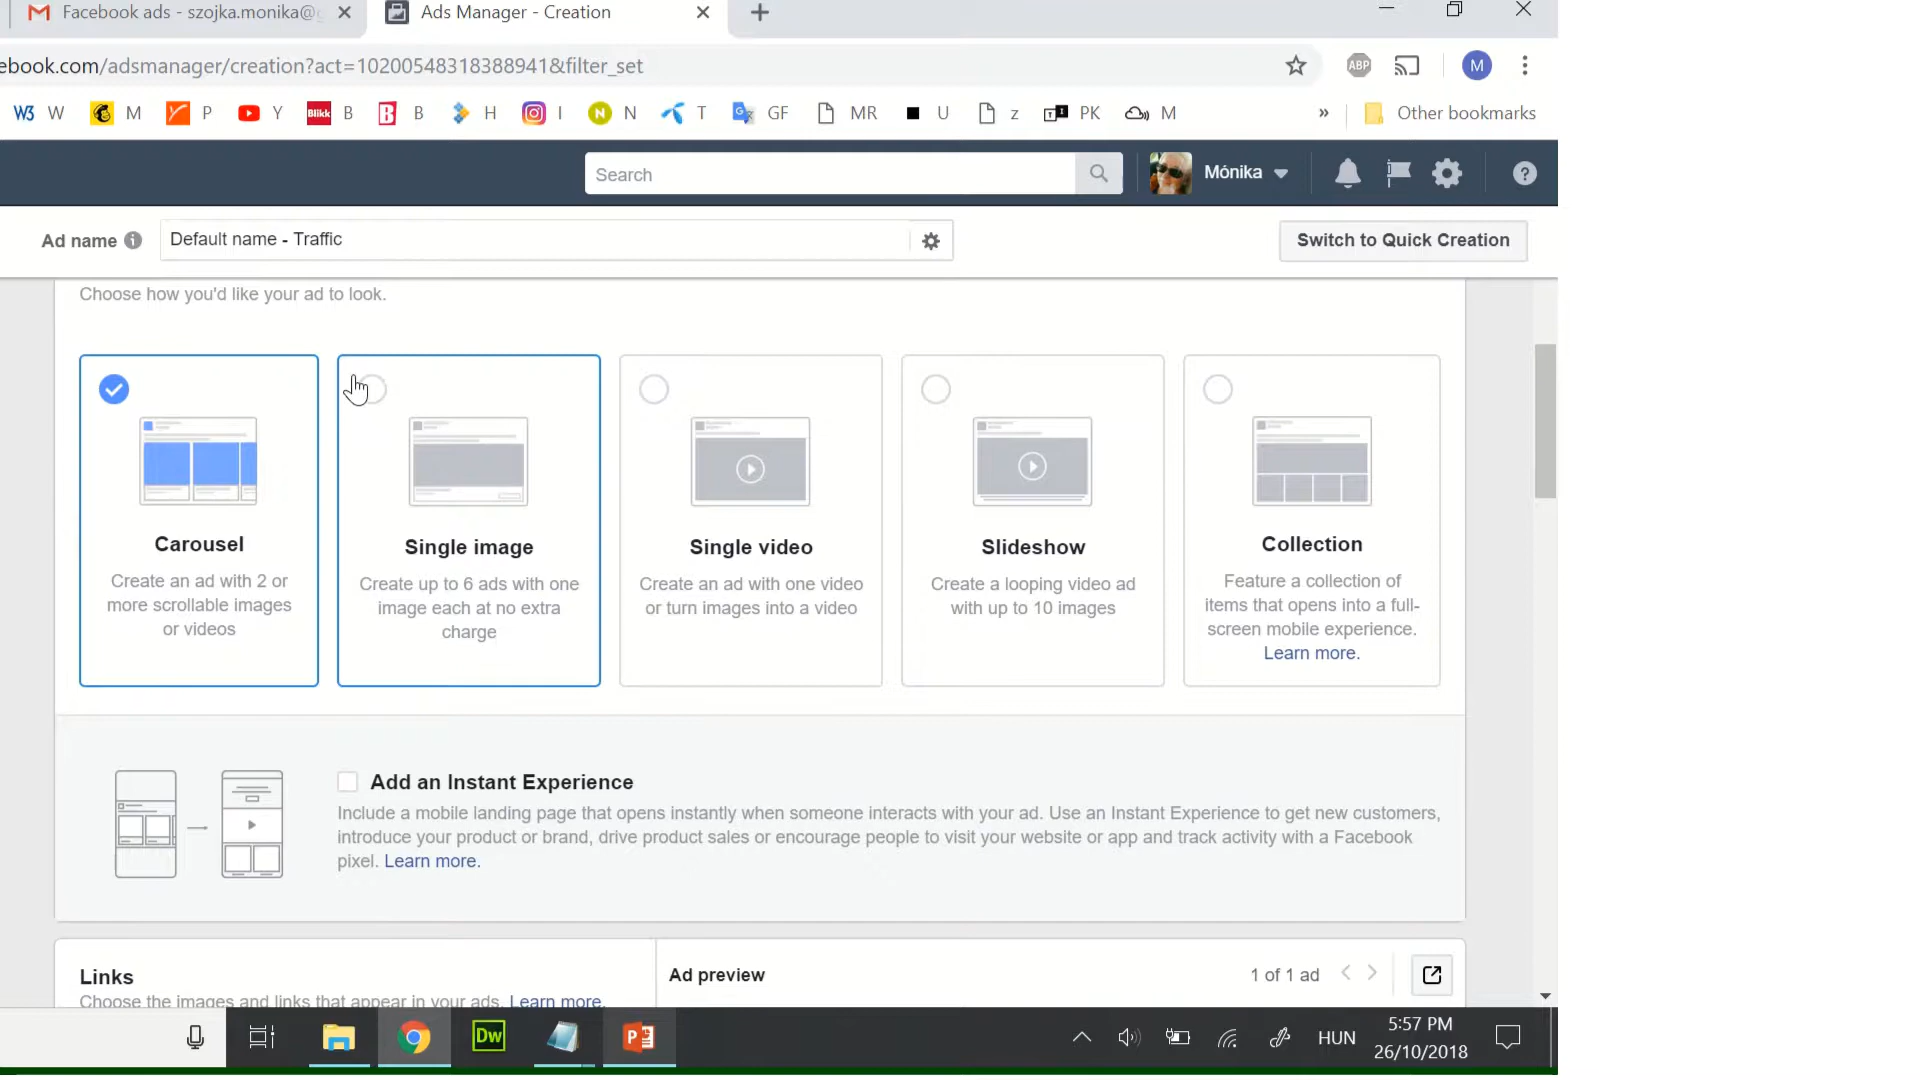 Facebook ads - szojka.monika@g
Ads Manager - Creation
ebook.com/adsmanager/creation?act=10200548318388941&filter_set
ABP
M
W3 W M P Y Blikk B B H I N N T GF MR U z PK M » Other bookmarks
Search
Mónika
Ad name
Default name - Traffic
Switch to Quick Creation
Choose how you'd like your ad to look.
Carousel
Create an ad with 2 or
more scrollable images
or videos
Single image
Create up to 6 ads with one
image each at no extra
charge
Single video
Create an ad with one video
or turn images into a video
Slideshow
Create a looping video ad
with up to 10 images
Collection
Feature a collection of
items that opens into a full-
screen mobile experience.
Learn more.
Add an Instant Experience
Include a mobile landing page that opens instantly when someone interacts with your ad. Use an Instant Experience to get new customers,
introduce your product or brand, drive product sales or encourage people to visit your website or app and track activity with a Facebook
pixel. Learn more.
Links
Choose the images and links that appear in your ads. Learn more.
Ad preview
1 of 1 ad
Dw
HUN
5:57 PM
26/10/2018